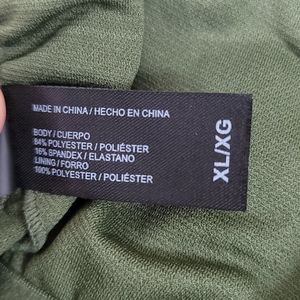 MADE IN CHINA / HECHO EN CHINA
BODY / CUERPO
84% POLYESTER / POLIÉSTER
16% SPANDEX / ELASTANO
LINING / FORRO
100% POLYESTER / POLIÉSTER
XL/XG